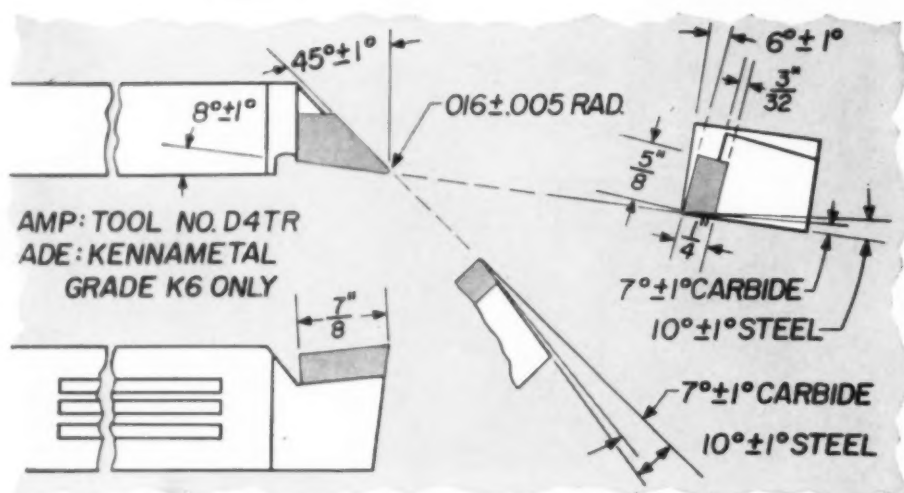 45°±1°
6°±1°
3"/32
8°±1°
.016±.005 RAD.
5"/8
AMP: TOOL NO. D4TR
ADE: KENNAMETAL
GRADE K6 ONLY
1"/4
7°±1° CARBIDE
10°±1° STEEL
7"/8
7°±1° CARBIDE
10°±1° STEEL